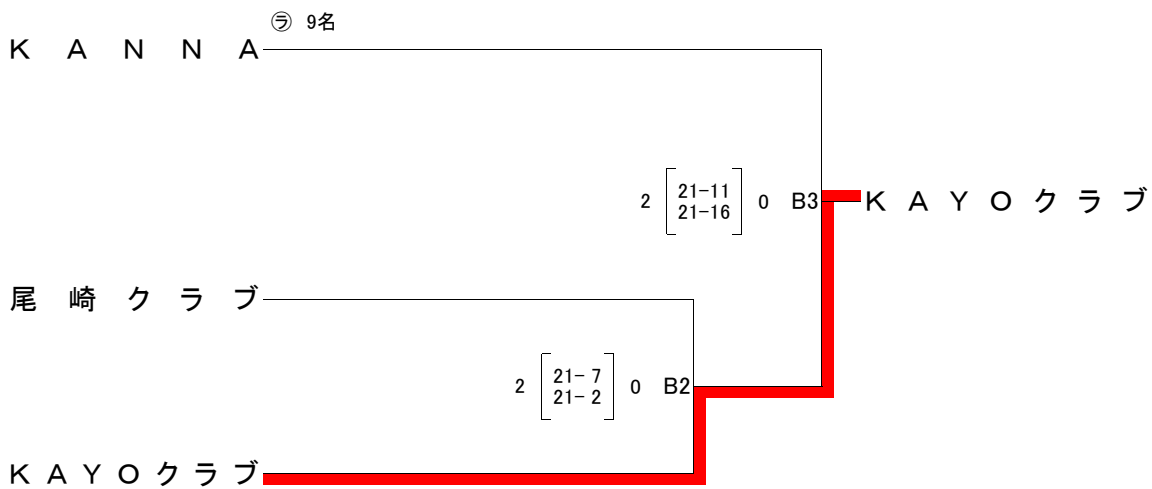 ㋶ 9名
KANNA
2 [21-11 21-16] 0 B3
KAYOクラブ
尾崎クラブ
2 [21- 7 21- 2] 0 B2
KAYOクラブ